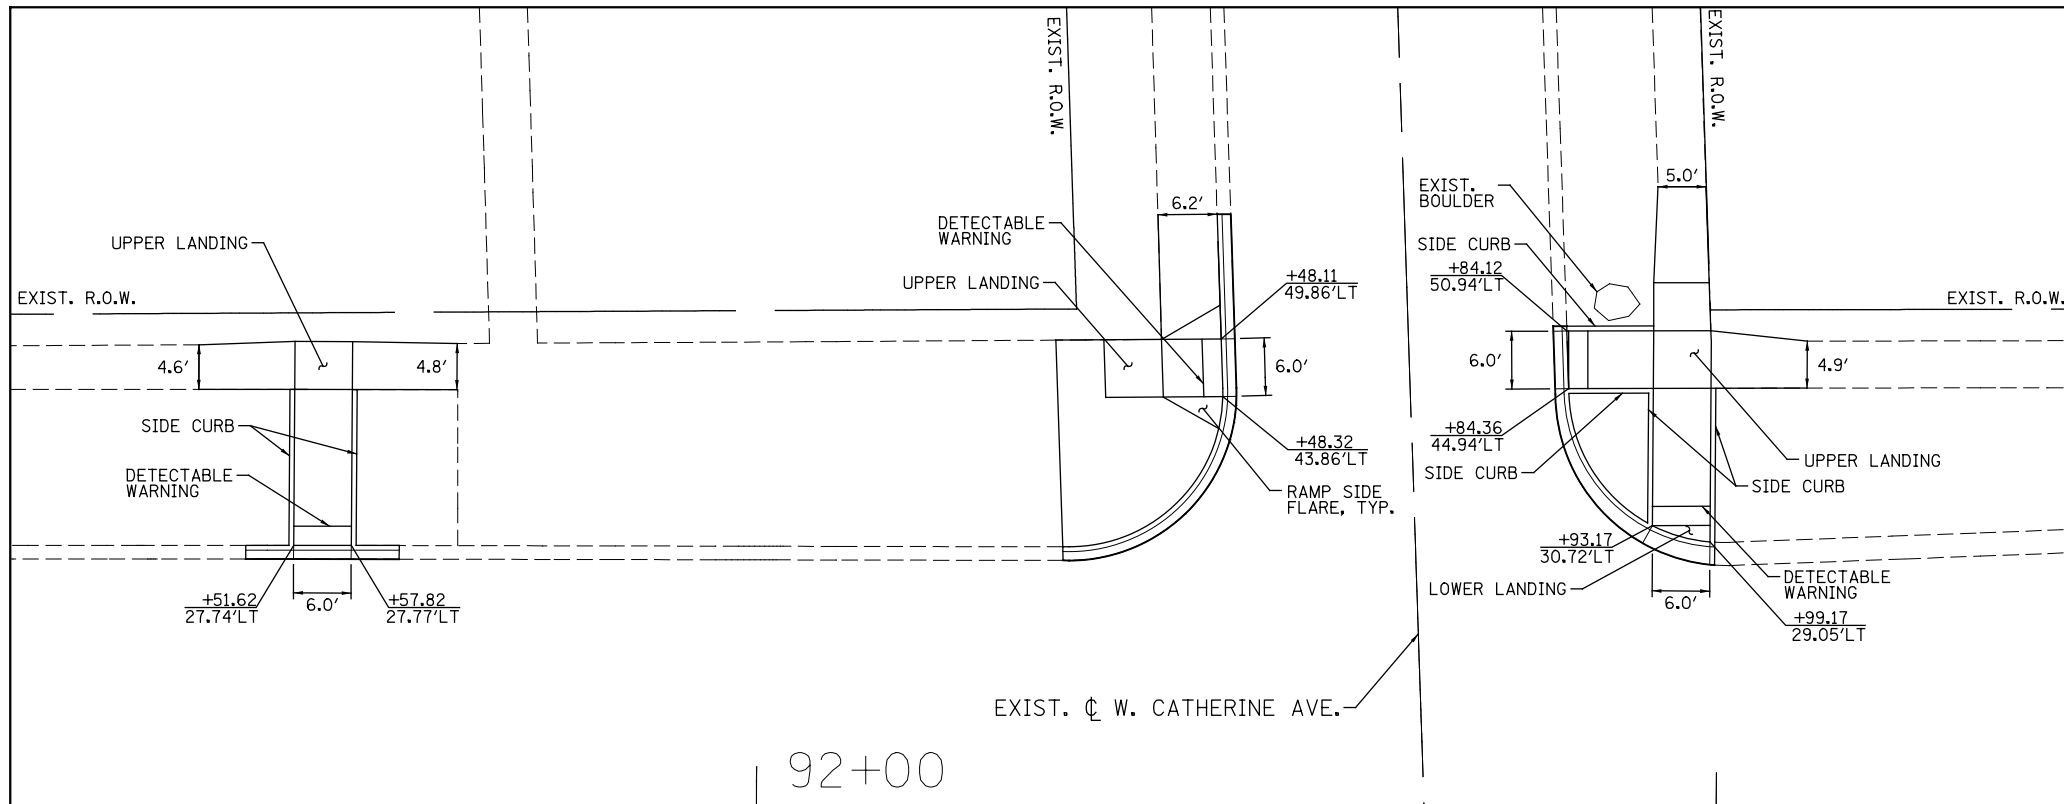 EXIST. R.O.W.
EXIST. R.O.W.
5.0'
EXIST.
BOULDER
6.2'
DETECTABLE
WARNING
UPPER LANDING
SIDE CURB
+84.12
50.94'LT
+48.11
49.86'LT
UPPER LANDING
EXIST. R.O.W.
EXIST. R.O.W.
4.6'
4.8'
6.0'
6.0'
4.9'
SIDE CURB
+48.32
43.86'LT
+84.36
44.94'LT
SIDE CURB
UPPER LANDING
SIDE CURB
DETECTABLE
WARNING
RAMP SIDE
FLARE, TYP.
+93.17
30.72'LT
LOWER LANDING
DETECTABLE
WARNING
+51.62
27.74'LT
6.0'
+57.82
27.77'LT
6.0'
+99.17
29.05'LT
EXIST. ℄ W. CATHERINE AVE.
92+00